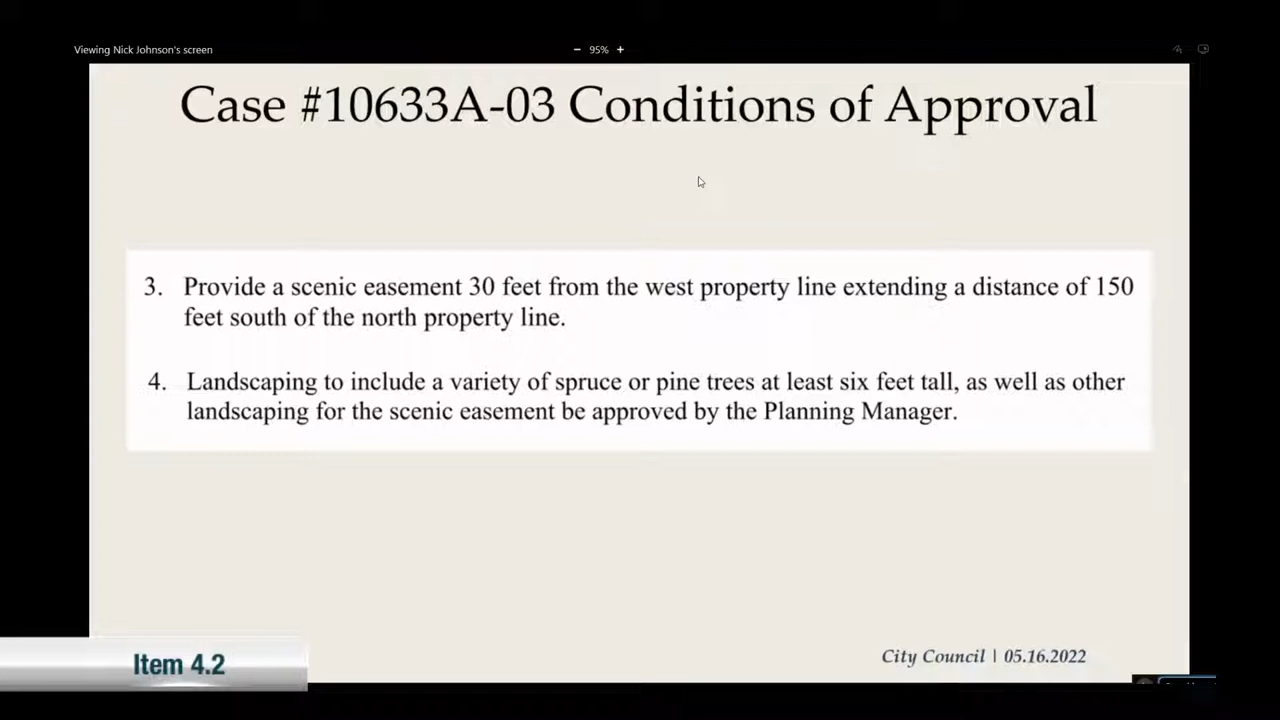 Viewing Nick Johnson's screen
− 95% +
Case #10633A-03 Conditions of Approval
3. Provide a scenic easement 30 feet from the west property line extending a distance of 150
feet south of the north property line.
4. Landscaping to include a variety of spruce or pine trees at least six feet tall, as well as other
landscaping for the scenic easement be approved by the Planning Manager.
City Council | 05.16.2022
Item 4.2